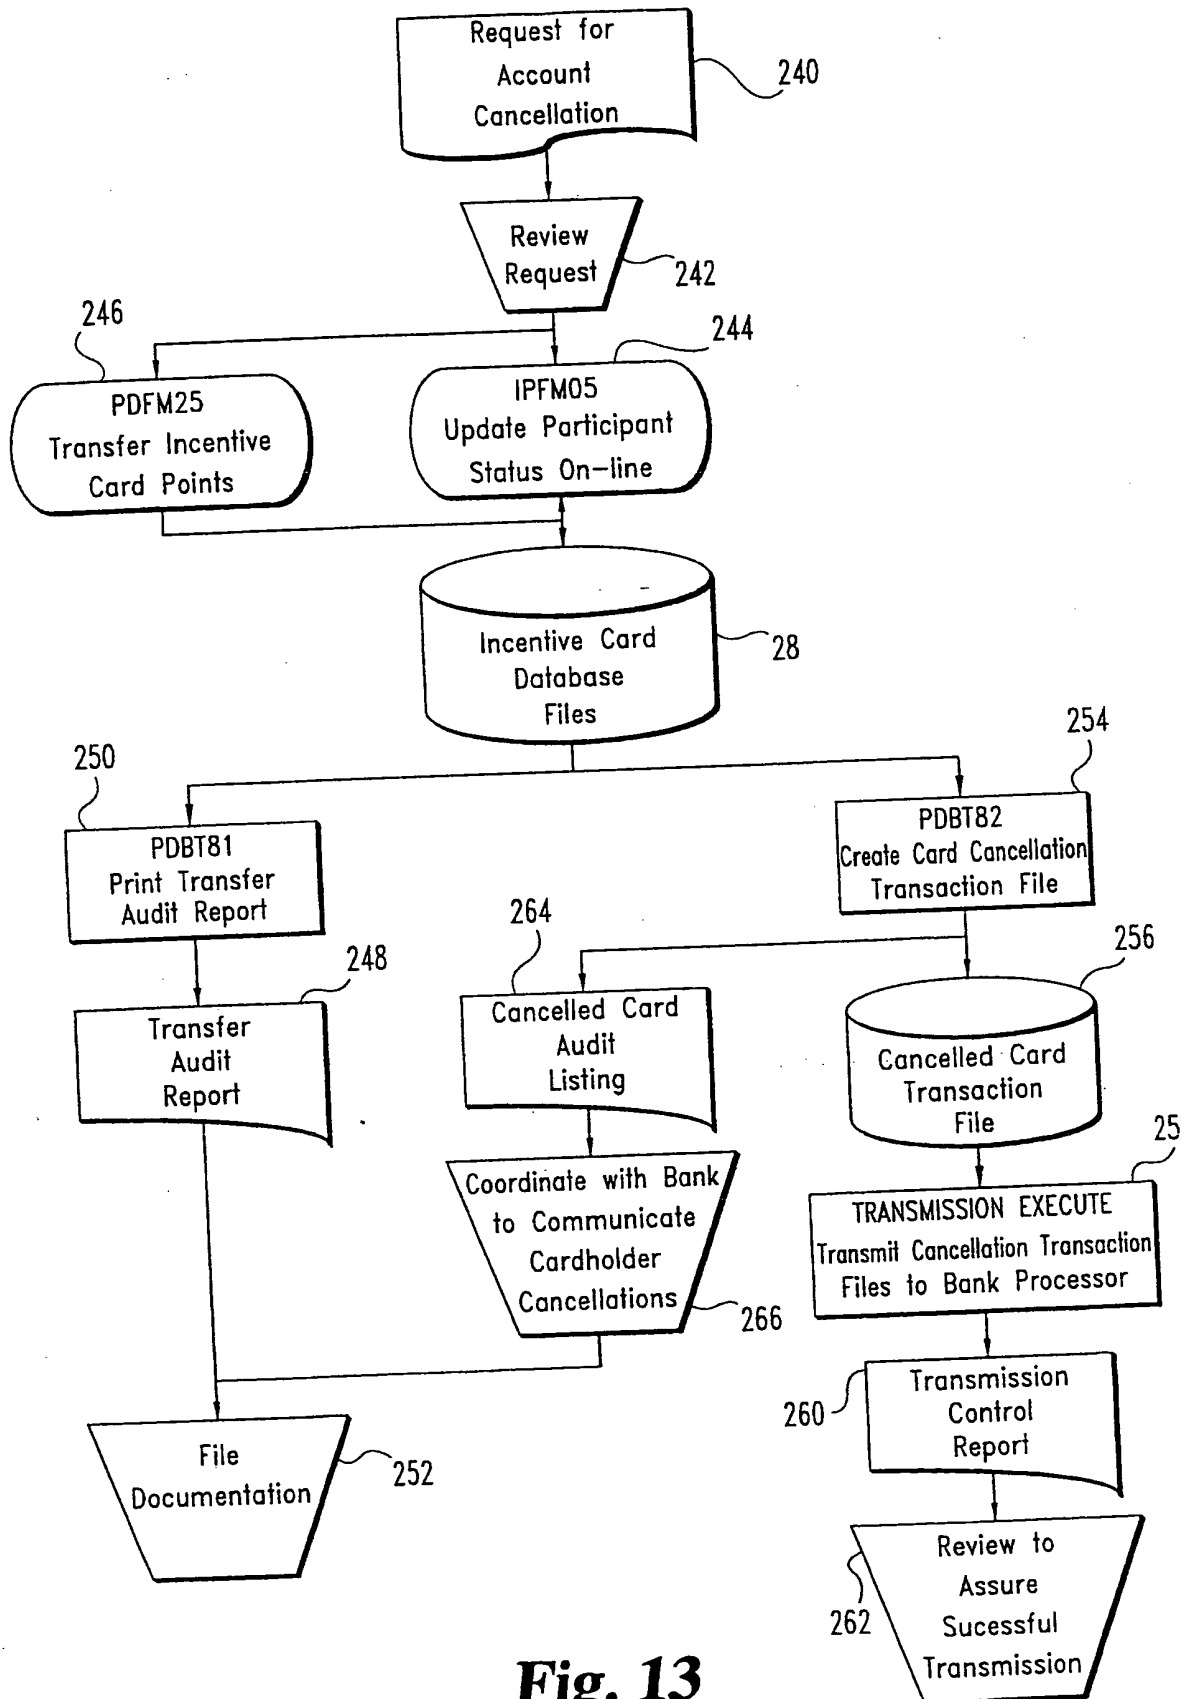 Request for
Account
Cancellation
240
Review
Request
242
246
244
PDFM25
Transfer Incentive
Card Points
IPFM05
Update Participant
Status On-line
Incentive Card
Database
Files
28
250
254
PDBT81
Print Transfer
Audit Report
PDBT82
Create Card Cancellation
Transaction File
248
264
256
Transfer
Audit
Report
Cancelled Card
Audit
Listing
Cancelled Card
Transaction
File
25
Coordinate with Bank
to Communicate
Cardholder
Cancellations
266
TRANSMISSION EXECUTE
Transmit Cancellation Transaction
Files to Bank Processor
260
Transmission
Control
Report
File
Documentation
252
262
Review to
Assure
Sucessful
Transmission
Fig. 13